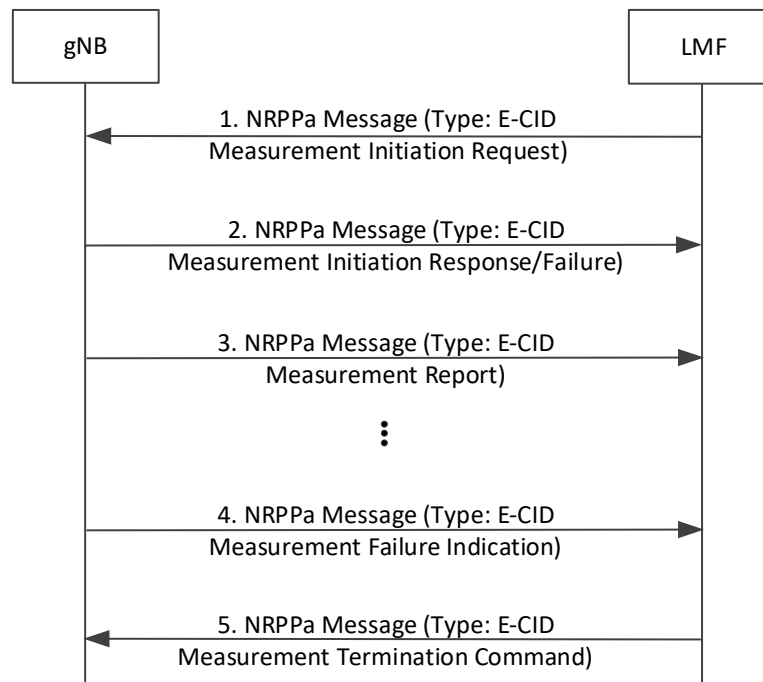 gNB
LMF
1. NRPPa Message (Type: E-CID
Measurement Initiation Request)
2. NRPPa Message (Type: E-CID
Measurement Initiation Response/Failure)
3. NRPPa Message (Type: E-CID
Measurement Report)
4. NRPPa Message (Type: E-CID
Measurement Failure Indication)
5. NRPPa Message (Type: E-CID
Measurement Termination Command)